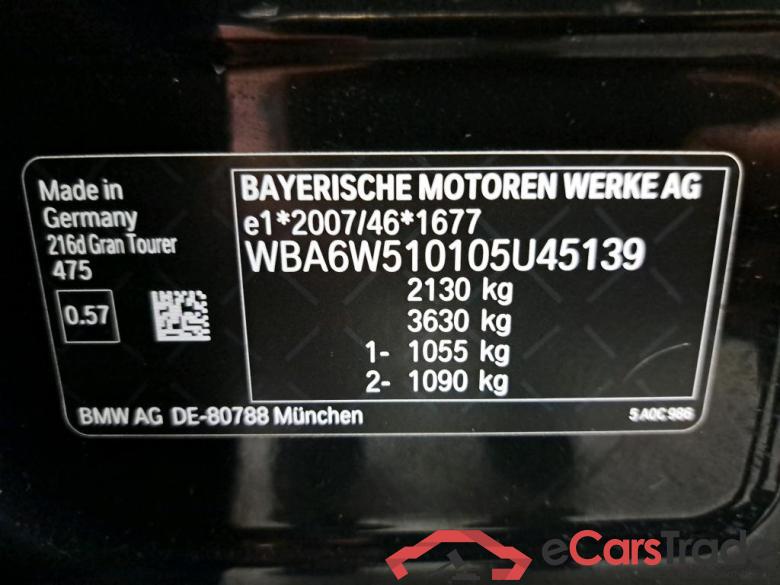 Made in
Germany
216d Gran Tourer
475
0.57
BAYERISCHE MOTOREN WERKE AG
e1*2007/46*1677
WBA6W510105U45139
2130 kg
3630 kg
1- 1055 kg
2- 1090 kg
BMW AG DE-80788 München
5A0C986
eCarsTrade